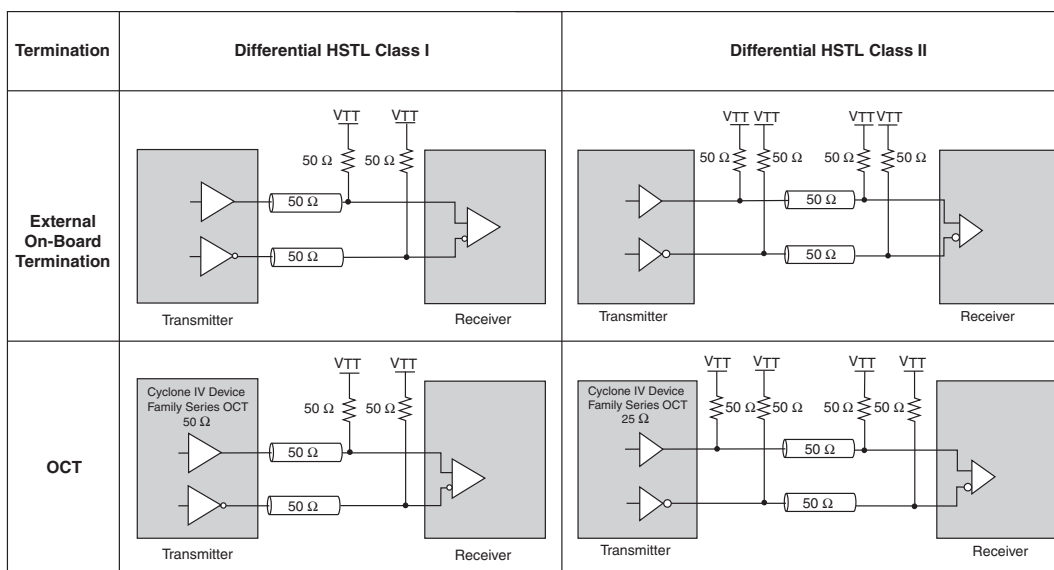 Termination
Differential HSTL Class I
Differential HSTL Class II
External
On-Board
Termination
VTT VTT
50 Ω 50 Ω
50 Ω
50 Ω
Transmitter
Receiver
VTT VTT VTT VTT
50 Ω 50 Ω 50 Ω 50 Ω
50 Ω
50 Ω
Transmitter
Receiver
OCT
VTT VTT
Cyclone IV Device
Family Series OCT
50 Ω
50 Ω 50 Ω
50 Ω
50 Ω
Transmitter
Receiver
VTT VTT VTT VTT
Cyclone IV Device
Family Series OCT
25 Ω
50 Ω 50 Ω 50 Ω 50 Ω
50 Ω
50 Ω
Transmitter
Receiver